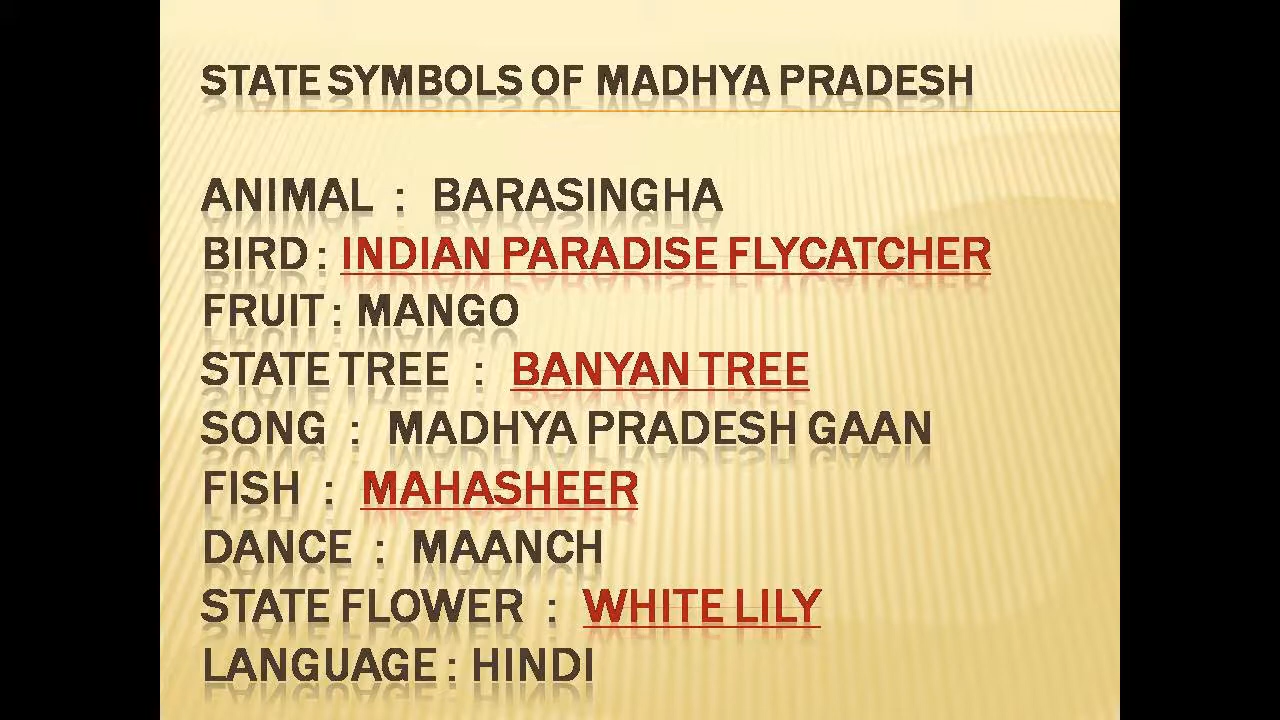 STATE SYMBOLS OF MADHYA PRADESH
ANIMAL : BARASINGHA
BIRD : INDIAN PARADISE FLYCATCHER
FRUIT : MANGO
STATE TREE : BANYAN TREE
SONG : MADHYA PRADESH GAAN
FISH : MAHASHEER
DANCE : MAANCH
STATE FLOWER : WHITE LILY
LANGUAGE : HINDI